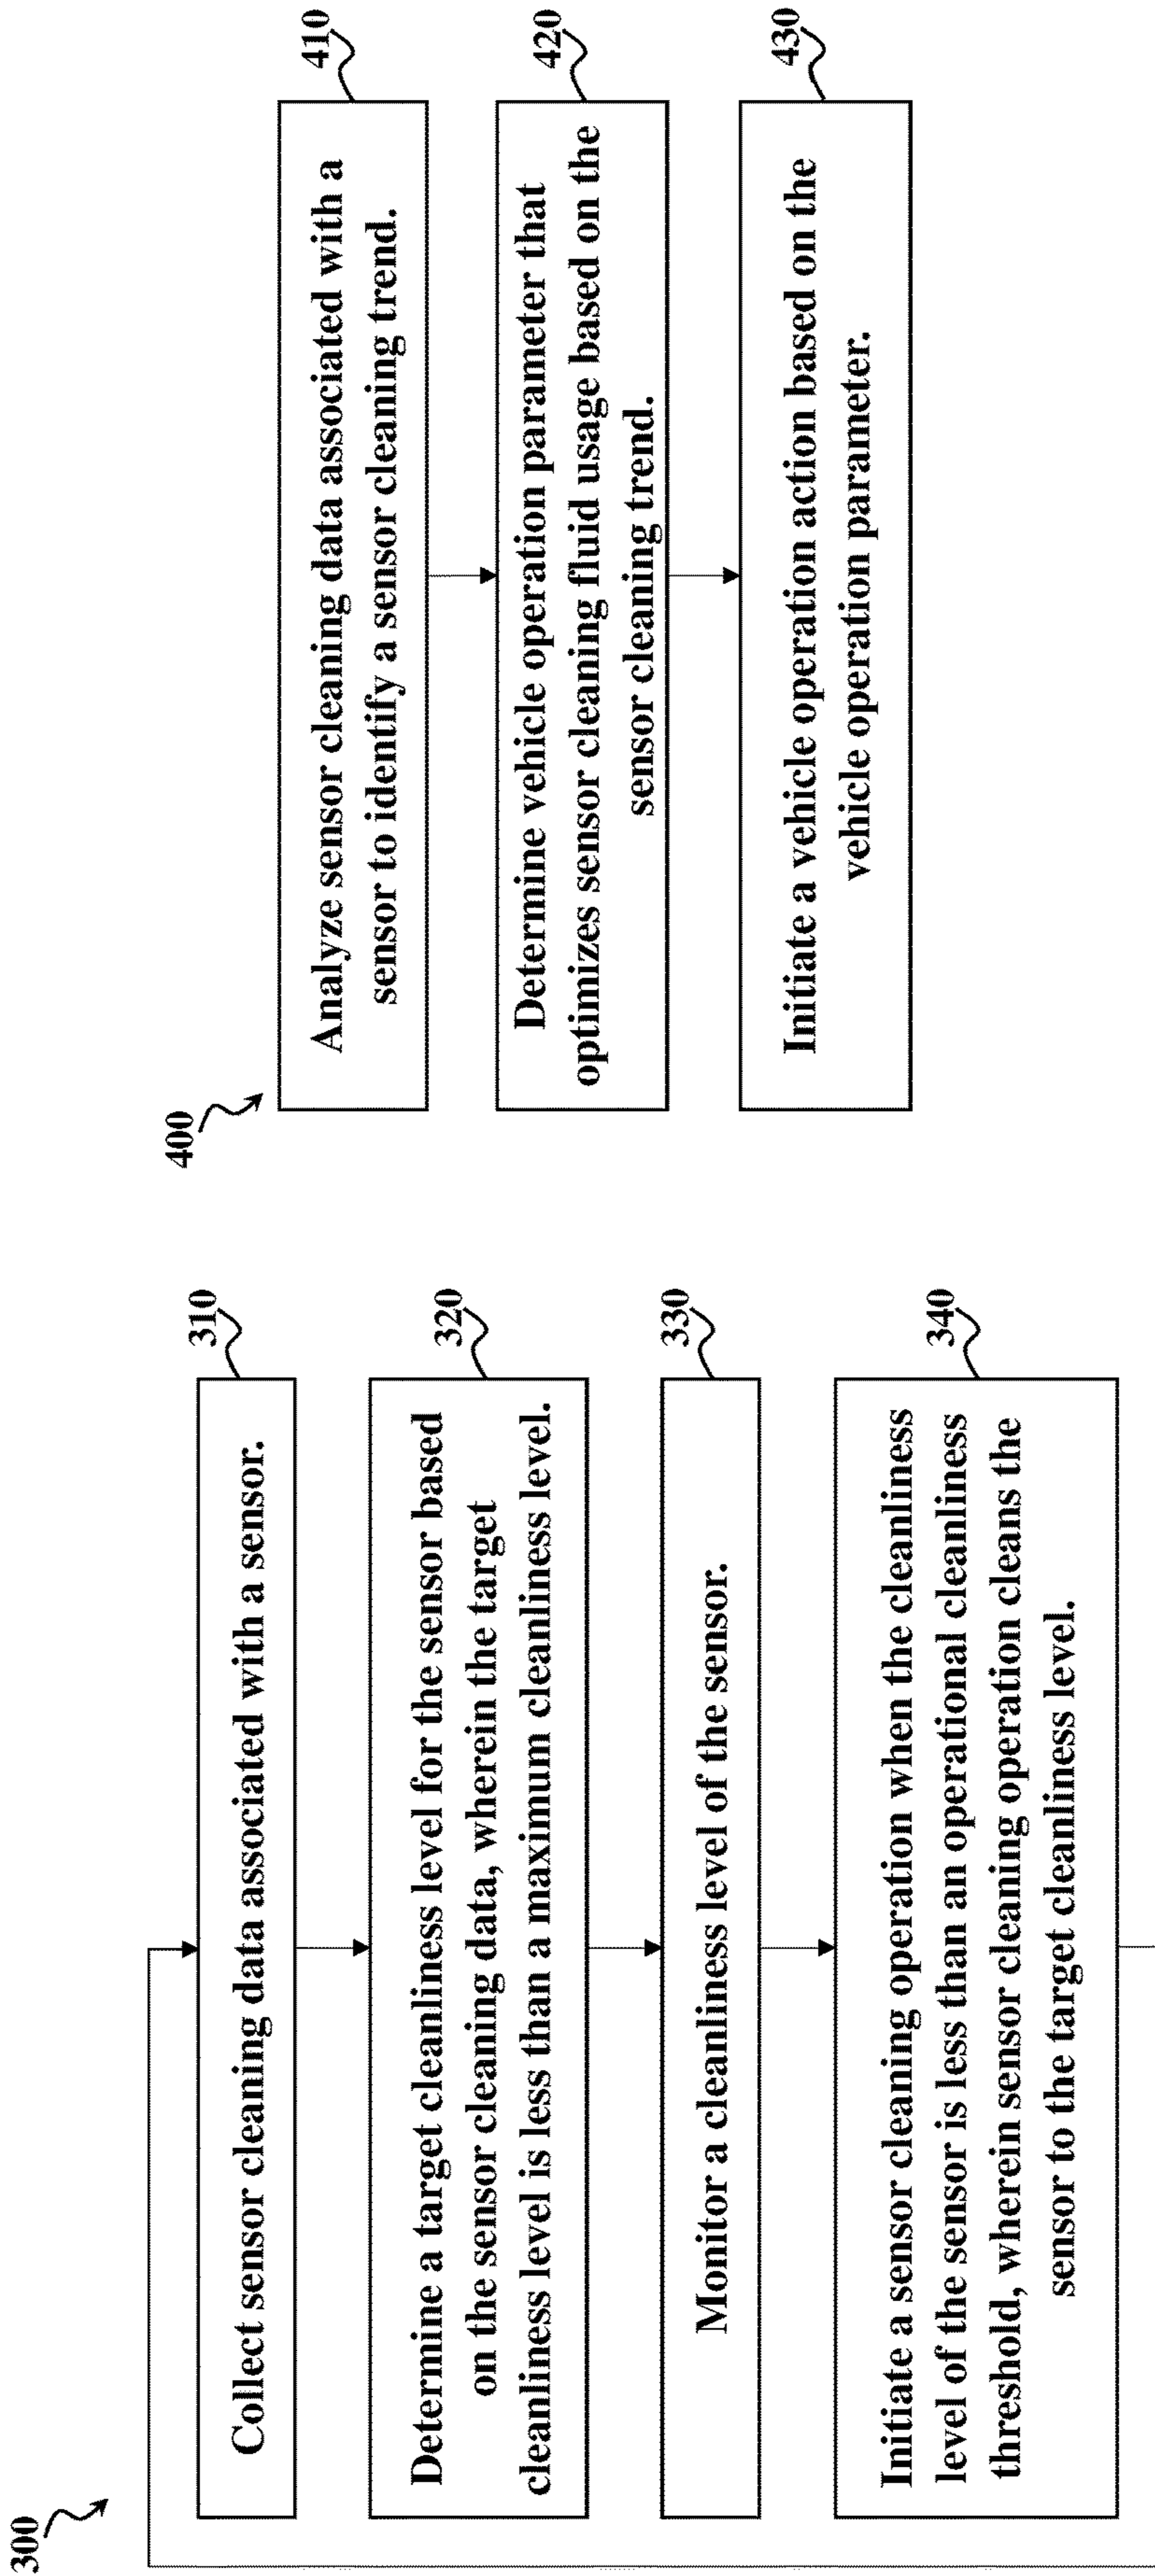 300
310
Collect sensor cleaning data associated with a sensor.
320
Determine a target cleanliness level for the sensor based
on the sensor cleaning data, wherein the target
cleanliness level is less than a maximum cleanliness level.
330
Monitor a cleanliness level of the sensor.
340
Initiate a sensor cleaning operation when the cleanliness
level of the sensor is less than an operational cleanliness
threshold, wherein sensor cleaning operation cleans the
sensor to the target cleanliness level.
400
410
Analyze sensor cleaning data associated with a
sensor to identify a sensor cleaning trend.
420
Determine vehicle operation parameter that
optimizes sensor cleaning fluid usage based on the
sensor cleaning trend.
430
Initiate a vehicle operation action based on the
vehicle operation parameter.